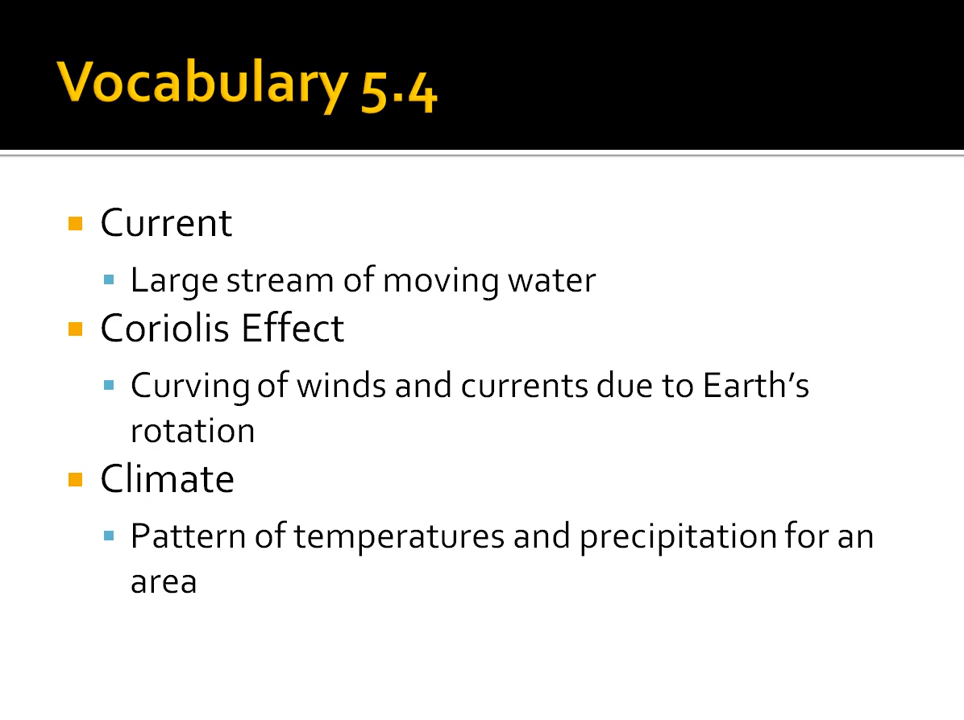 Vocabulary 5.4
Current
Large stream of moving water
Coriolis Effect
Curving of winds and currents due to Earth’s
rotation
Climate
Pattern of temperatures and precipitation for an
area